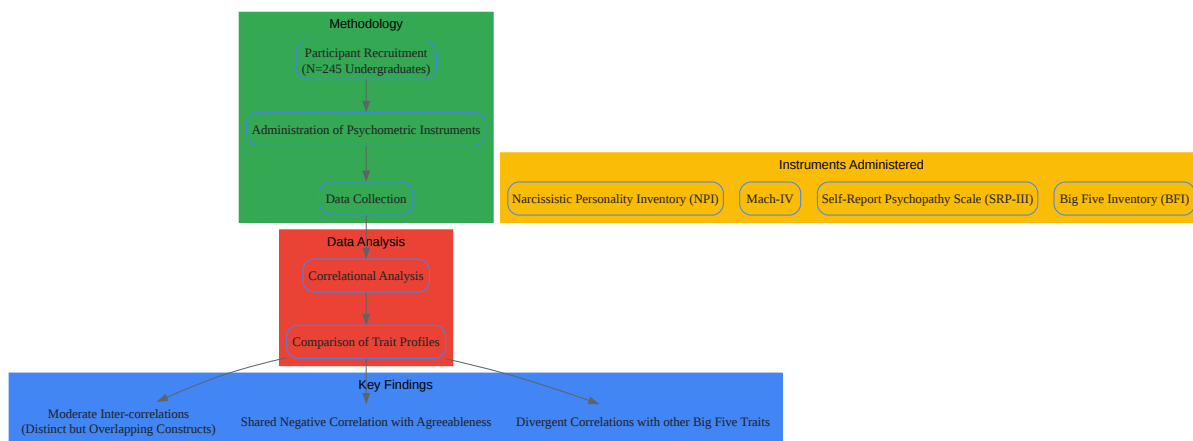 Methodology
Participant Recruitment
(N=245 Undergraduates)
Administration of Psychometric Instruments
Data Collection
Instruments Administered
Narcissistic Personality Inventory (NPI)
Mach-IV
Self-Report Psychopathy Scale (SRP-III)
Big Five Inventory (BFI)
Data Analysis
Correlational Analysis
Comparison of Trait Profiles
Key Findings
Moderate Inter-correlations
(Distinct but Overlapping Constructs)
Shared Negative Correlation with Agreeableness
Divergent Correlations with other Big Five Traits